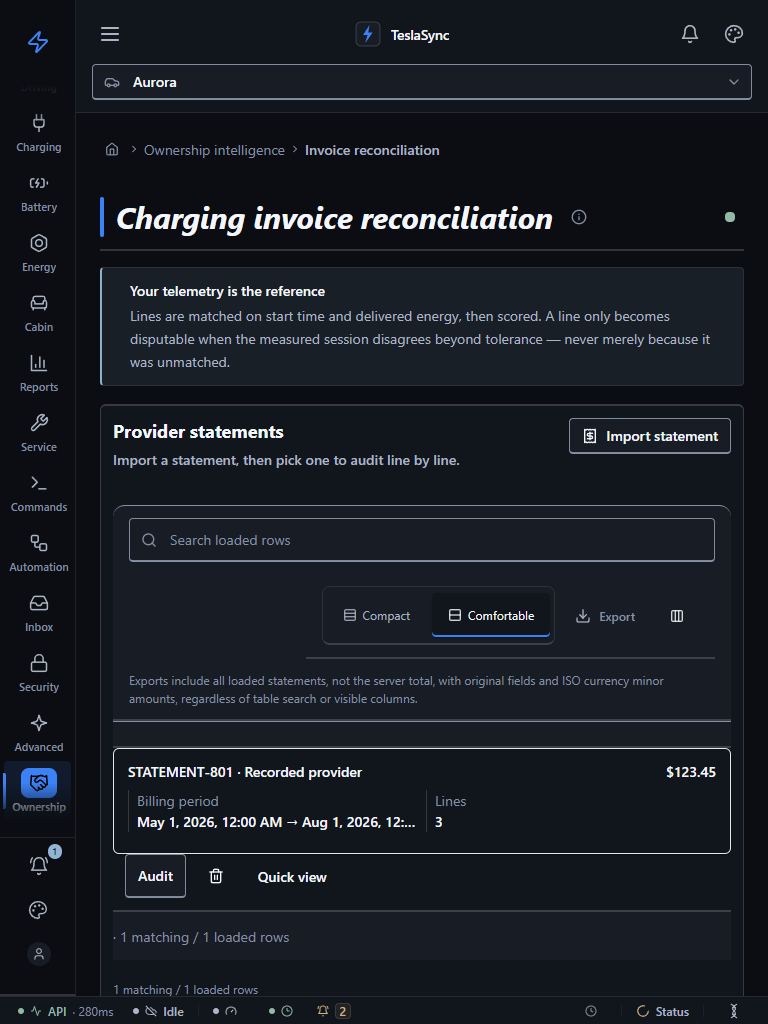 TeslaSync
Aurora
Charging
Battery
Energy
Cabin
Reports
Service
Commands
Automation
Inbox
Security
Advanced
Ownership
1
Ownership intelligence > Invoice reconciliation
Charging invoice reconciliation
Your telemetry is the reference
Lines are matched on start time and delivered energy, then scored. A line only becomes
disputable when the measured session disagrees beyond tolerance — never merely because it
was unmatched.
Provider statements
Import statement
Import a statement, then pick one to audit line by line.
Search loaded rows
Compact
Comfortable
Export
Exports include all loaded statements, not the server total, with original fields and ISO currency minor
amounts, regardless of table search or visible columns.
STATEMENT-801 · Recorded provider
$123.45
Billing period
Lines
May 1, 2026, 12:00 AM → Aug 1, 2026, 12:...
3
Audit
Quick view
· 1 matching / 1 loaded rows
1 matching / 1 loaded rows
API · 280ms
Idle
2
Status